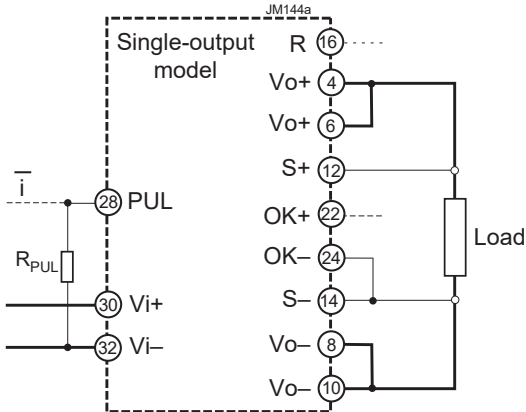 JM144a
Single-output
model
R 16
Vo+ 4
Vo+ 6
S+ 12
i
28 PUL
OK+ 22
Load
OK– 24
RPUL
S– 14
30 Vi+
32 Vi–
Vo– 8
Vo– 10